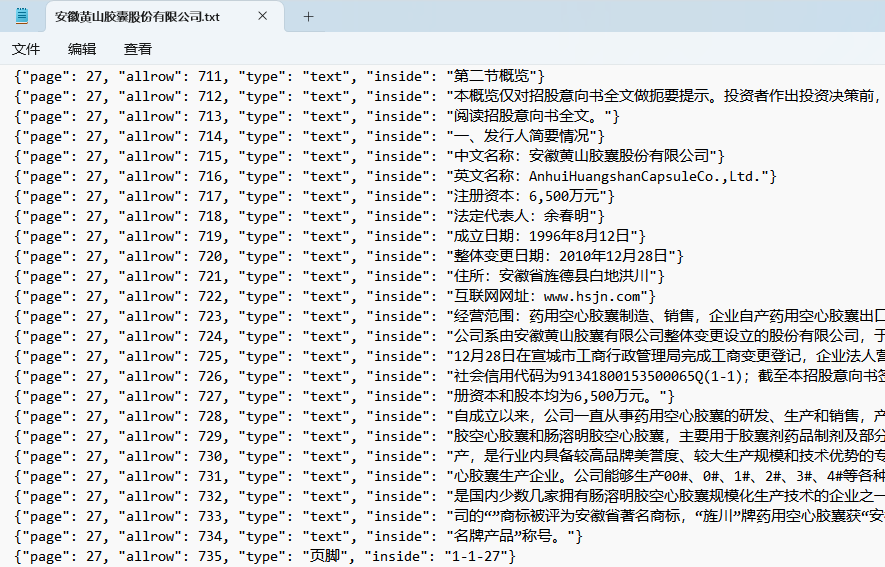 安徽黄山胶囊股份有限公司.txt
文件 编辑 查看
{"page": 27, "allrow": 711, "type": "text", "inside": "第二节概览"}
{"page": 27, "allrow": 712, "type": "text", "inside": "本概览仅对招股意向书全文做扼要提示。投资者作出投资决策前，
{"page": 27, "allrow": 713, "type": "text", "inside": "阅读招股意向书全文。"}
{"page": 27, "allrow": 714, "type": "text", "inside": "一、发行人简要情况"}
{"page": 27, "allrow": 715, "type": "text", "inside": "中文名称：安徽黄山胶囊股份有限公司"}
{"page": 27, "allrow": 716, "type": "text", "inside": "英文名称：AnhuiHuangshanCapsuleCo.,Ltd."}
{"page": 27, "allrow": 717, "type": "text", "inside": "注册资本：6,500万元"}
{"page": 27, "allrow": 718, "type": "text", "inside": "法定代表人：余春明"}
{"page": 27, "allrow": 719, "type": "text", "inside": "成立日期：1996年8月12日"}
{"page": 27, "allrow": 720, "type": "text", "inside": "整体变更日期：2010年12月28日"}
{"page": 27, "allrow": 721, "type": "text", "inside": "住所：安徽省旌德县白地洪川"}
{"page": 27, "allrow": 722, "type": "text", "inside": "互联网网址：www.hsjn.com"}
{"page": 27, "allrow": 723, "type": "text", "inside": "经营范围：药用空心胶囊制造、销售，企业自产药用空心胶囊出口
{"page": 27, "allrow": 724, "type": "text", "inside": "公司系由安徽黄山胶囊有限公司整体变更设立的股份有限公司，于
{"page": 27, "allrow": 725, "type": "text", "inside": "12月28日在宣城市工商行政管理局完成工商变更登记，企业法人营
{"page": 27, "allrow": 726, "type": "text", "inside": "社会信用代码为91341800153500065Q(1-1)；截至本招股意向书签
{"page": 27, "allrow": 727, "type": "text", "inside": "册资本和股本均为6,500万元。"}
{"page": 27, "allrow": 728, "type": "text", "inside": "自成立以来，公司一直从事药用空心胶囊的研发、生产和销售，产
{"page": 27, "allrow": 729, "type": "text", "inside": "胶空心胶囊和肠溶明胶空心胶囊，主要用于胶囊剂药品制剂及部分
{"page": 27, "allrow": 730, "type": "text", "inside": "产，是行业内具备较高品牌美誉度、较大生产规模和技术优势的专
{"page": 27, "allrow": 731, "type": "text", "inside": "心胶囊生产企业。公司能够生产00#、0#、1#、2#、3#、4#等各种
{"page": 27, "allrow": 732, "type": "text", "inside": "是国内少数几家拥有肠溶明胶空心胶囊规模化生产技术的企业之一
{"page": 27, "allrow": 733, "type": "text", "inside": "司的“”商标被评为安徽省著名商标，“旌川”牌药用空心胶囊获“安
{"page": 27, "allrow": 734, "type": "text", "inside": "名牌产品”称号。"}
{"page": 27, "allrow": 735, "type": "页脚", "inside": "1-1-27"}